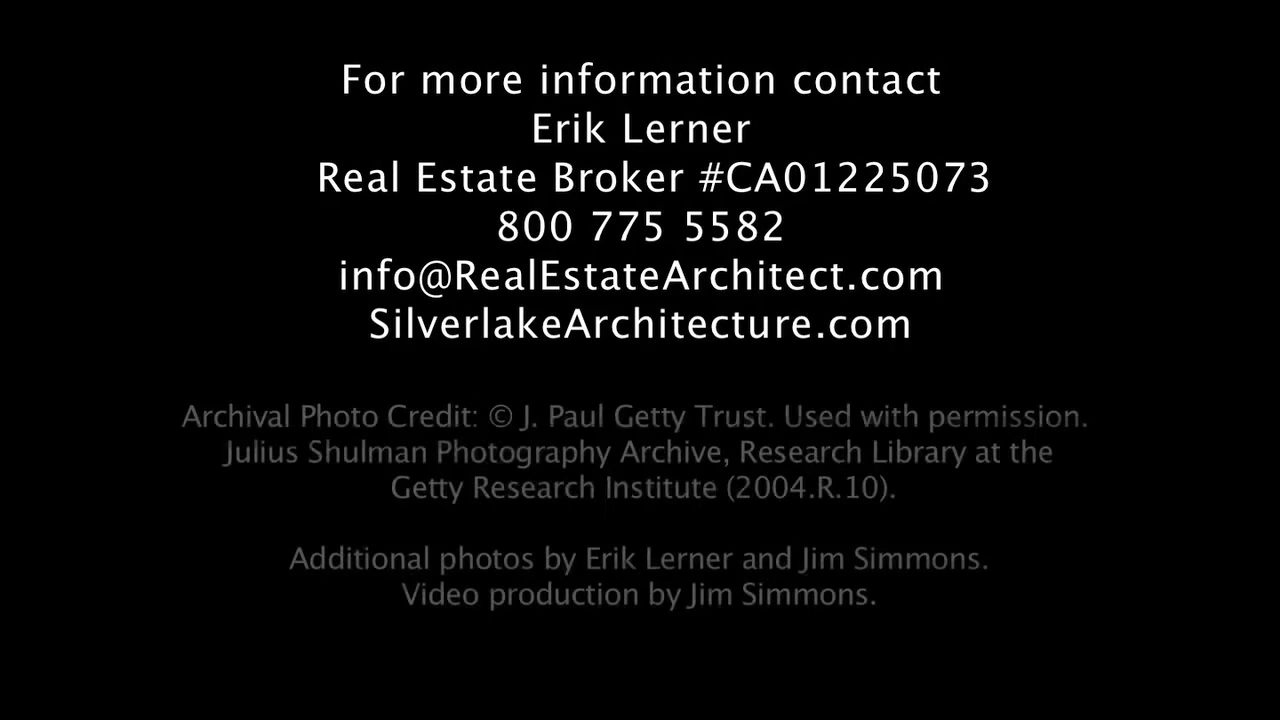 For more information contact
Erik Lerner
Real Estate Broker #CA01225073
800 775 5582
info@RealEstateArchitect.com
SilverlakeArchitecture.com
Archival Photo Credit: © J. Paul Getty Trust. Used with permission.
Julius Shulman Photography Archive, Research Library at the
Getty Research Institute (2004.R.10).
Additional photos by Erik Lerner and Jim Simmons.
Video production by Jim Simmons.